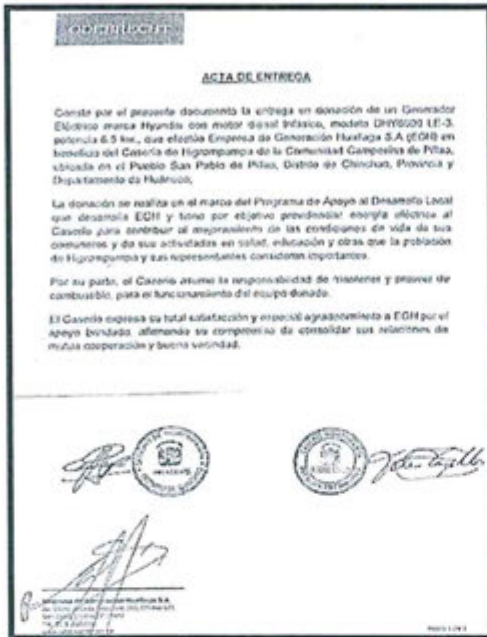 ODEBRECHT
ACTA DE ENTREGA
Conste por el presente documento la entrega en donación de un Generador
Eléctrico marca Hyundai con motor diesel trifásico, modelo DHY6000 LE-3,
potencia 6.5 kw., que efectúa Empresa de Generación Huallaga S.A (EGH) en
beneficio del Caserío de Higrompampa de la Comunidad Campesina de Pillao,
ubicada en el Pueblo San Pablo de Pillao, Distrito de Chinchao, Provincia y
Departamento de Huánuco.
La donación se realiza en el marco del Programa de Apoyo al Desarrollo Local
que desarrolla EGH y tiene por objetivo energía eléctrica al
Caserío para contribuir al mejoramiento de las condiciones de vida de sus
comuneros y de sus actividades en salud, educación y otras que la población
de Higrompampa y sus representantes consideren importantes.
Por su parte, el Caserío asume la responsabilidad de mantener y proveer de
combustible, para el funcionamiento del equipo donado.
El Caserío expresa su total satisfacción y especial agradecimiento a EGH por el
apoyo brindado, afirmando su compromiso de consolidar sus relaciones de
mutua cooperación y buena vecindad.
Empresa de Generación Huallaga S.A.